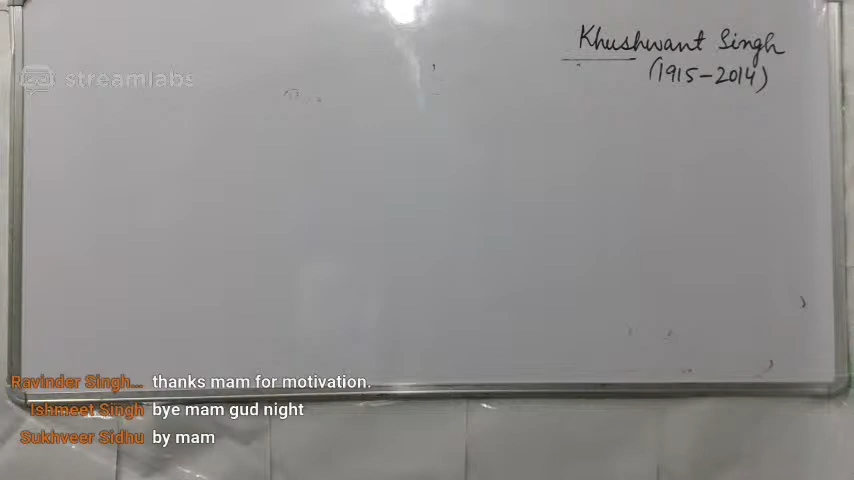 Khushwant Singh
(1915-2014)
streamlabs
Ravinder Singh... thanks mam for motivation.
Ishmeet Singh bye mam gud night
Sukhveer Sidhu by mam